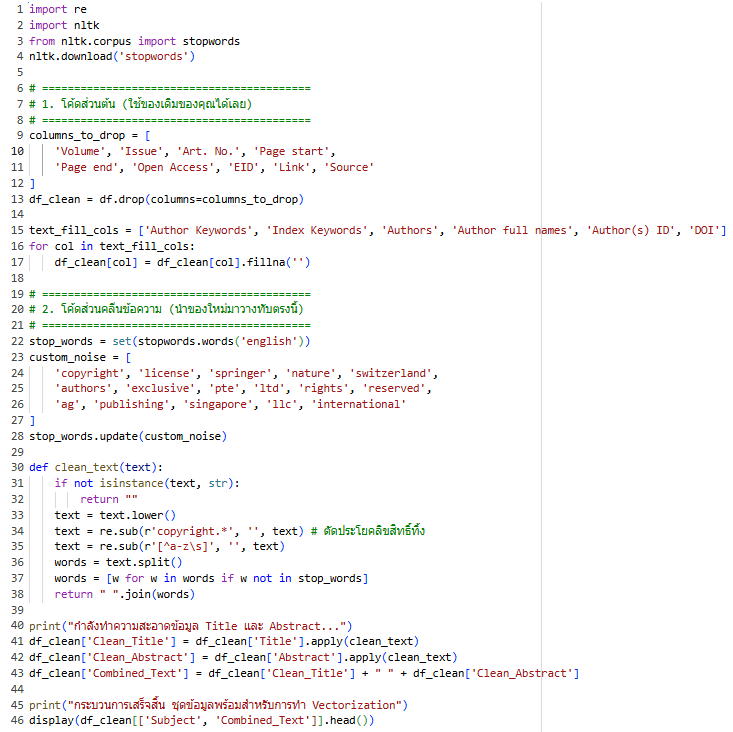 1 import re
2 import nltk
3 from nltk.corpus import stopwords
4 nltk.download('stopwords')
5
6 # =========================================
7 # 1. โค้ดส่วนต้น (ใช้ของเดิมของคุณได้เลย)
8 # =========================================
9 columns_to_drop = [
10     'Volume', 'Issue', 'Art. No.', 'Page start',
11     'Page end', 'Open Access', 'EID', 'Link', 'Source'
12 ]
13 df_clean = df.drop(columns=columns_to_drop)
14
15 text_fill_cols = ['Author Keywords', 'Index Keywords', 'Authors', 'Author full names', 'Author(s) ID', 'DOI']
16 for col in text_fill_cols:
17     df_clean[col] = df_clean[col].fillna('')
18
19 # =========================================
20 # 2. โค้ดส่วนคลีนข้อความ (นำของใหม่มาวางทับตรงนี้)
21 # =========================================
22 stop_words = set(stopwords.words('english'))
23 custom_noise = [
24     'copyright', 'license', 'springer', 'nature', 'switzerland',
25     'authors', 'exclusive', 'pte', 'ltd', 'rights', 'reserved',
26     'ag', 'publishing', 'singapore', 'llc', 'international'
27 ]
28 stop_words.update(custom_noise)
29
30 def clean_text(text):
31     if not isinstance(text, str):
32         return ""
33     text = text.lower()
34     text = re.sub(r'copyright.*', '', text) # ตัดประโยคลิขสิทธิ์ทิ้ง
35     text = re.sub(r'[^a-z\s]', '', text)
36     words = text.split()
37     words = [w for w in words if w not in stop_words]
38     return " ".join(words)
39
40 print("กำลังทำความสะอาดข้อมูล Title และ Abstract...")
41 df_clean['Clean_Title'] = df_clean['Title'].apply(clean_text)
42 df_clean['Clean_Abstract'] = df_clean['Abstract'].apply(clean_text)
43 df_clean['Combined_Text'] = df_clean['Clean_Title'] + " " + df_clean['Clean_Abstract']
44
45 print("กระบวนการเสร็จสิ้น ชุดข้อมูลพร้อมสำหรับการทำ Vectorization")
46 display(df_clean[['Subject', 'Combined_Text']].head())